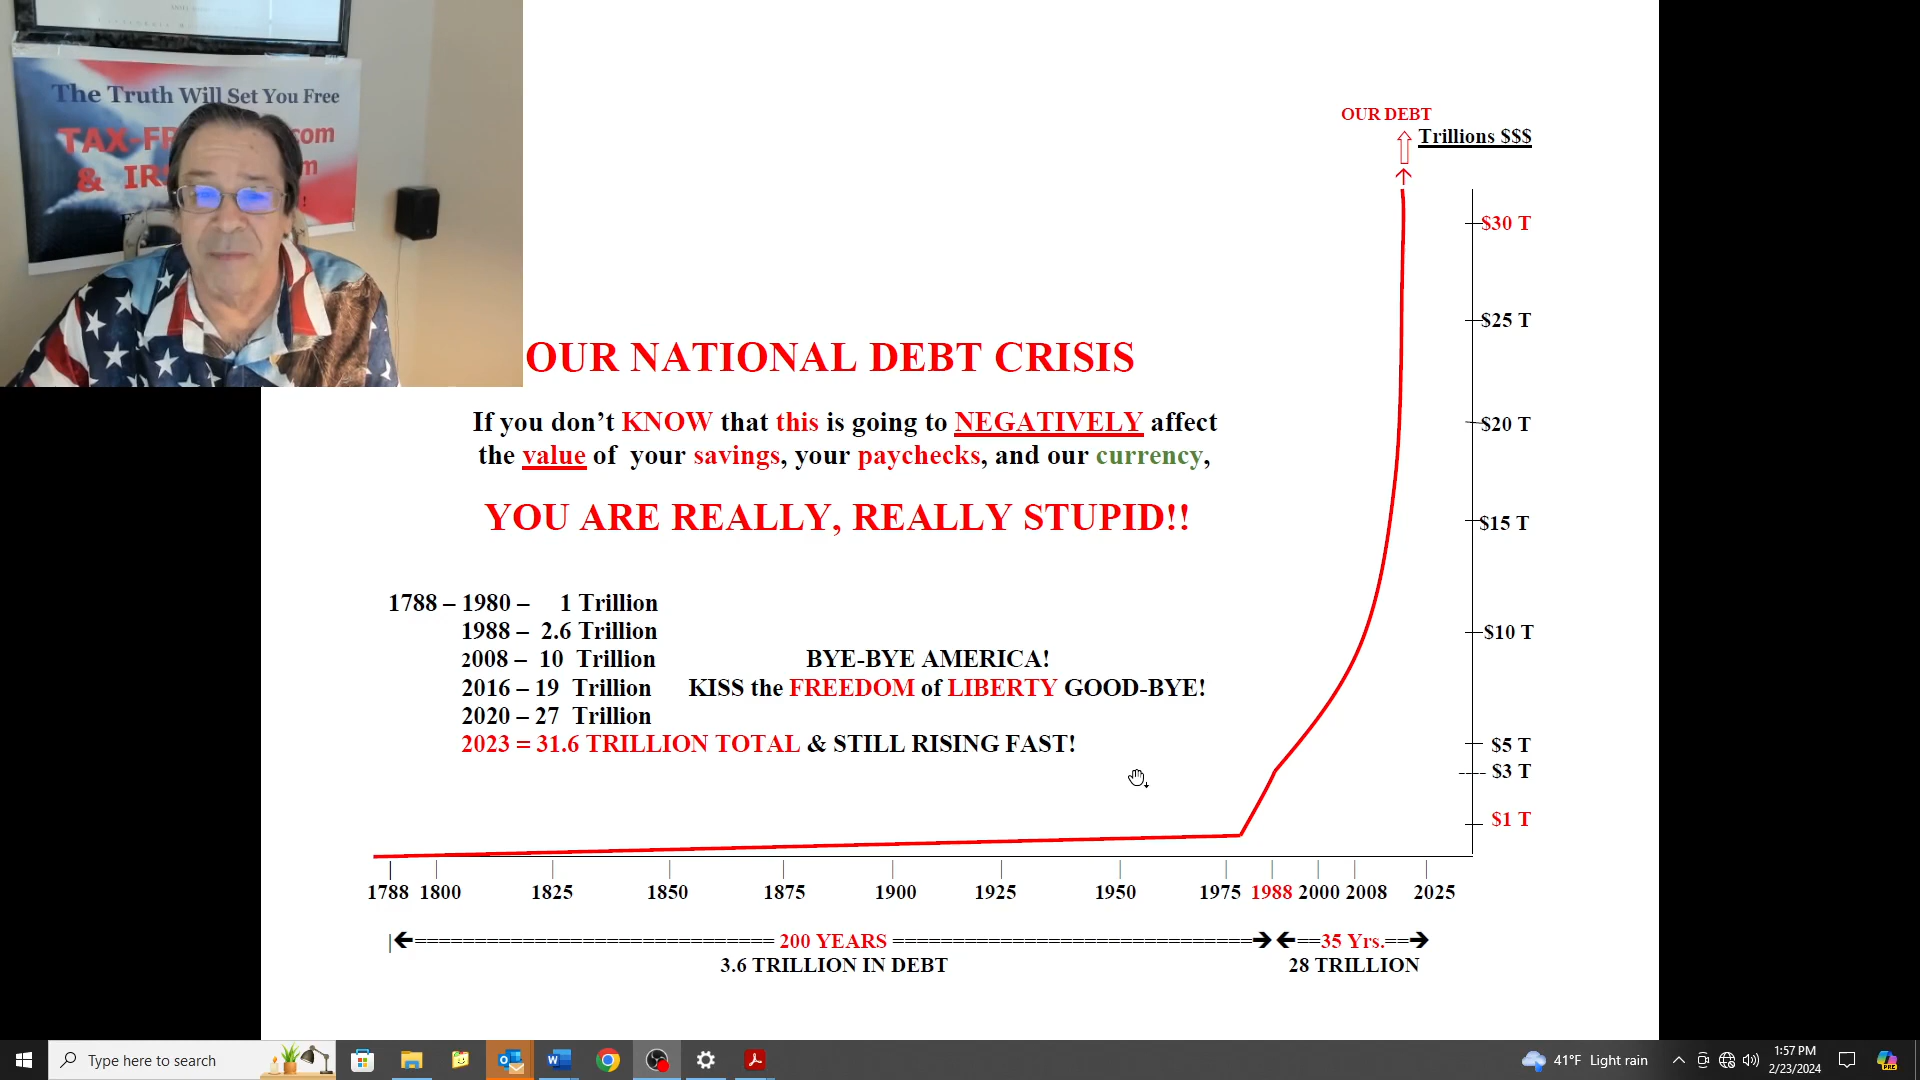 The Truth Will Set You Free
TAX-FR com
& IRS m
!
OUR DEBT
Trillions $$$
$30 T
$25 T
$20 T
$15 T
$10 T
$5 T
$3 T
$1 T
OUR NATIONAL DEBT CRISIS
If you don’t KNOW that this is going to NEGATIVELY affect
the value of your savings, your paychecks, and our currency,
YOU ARE REALLY, REALLY STUPID!!
1788 – 1980 – 1 Trillion
1988 – 2.6 Trillion
2008 – 10 Trillion
2016 – 19 Trillion
2020 – 27 Trillion
2023 = 31.6 TRILLION TOTAL & STILL RISING FAST!
BYE-BYE AMERICA!
KISS the FREEDOM of LIBERTY GOOD-BYE!
1788 1800 1825 1850 1875 1900 1925 1950 1975 1988 2000 2008 2025
200 YEARS
35 Yrs.
3.6 TRILLION IN DEBT
28 TRILLION
Type here to search
41°F Light rain
1:57 PM
2/23/2024